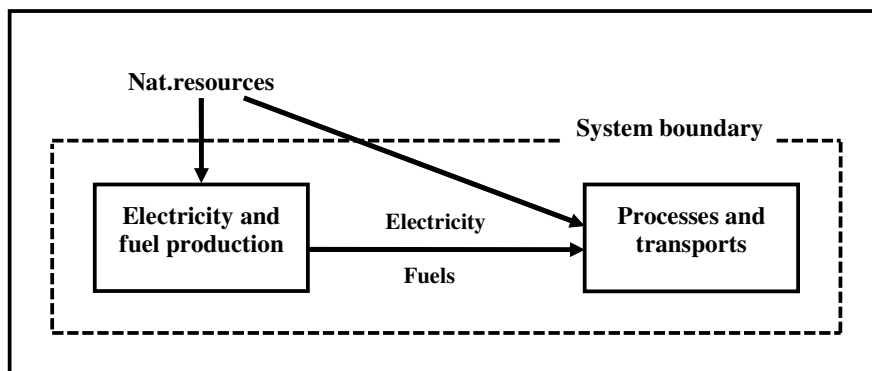 Nat.resources
System boundary
Electricity and
fuel production
Electricity
Fuels
Processes and
transports